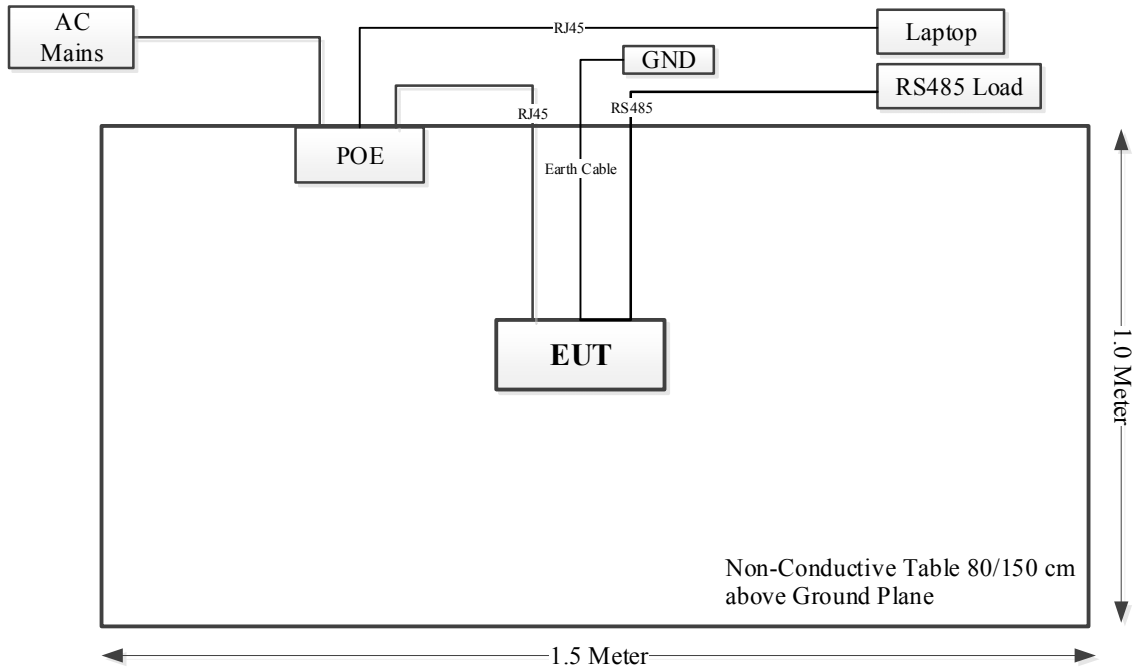 AC
Mains
RJ45
Laptop
GND
RS485 Load
RJ45
RS485
POE
Earth Cable
EUT
1.0 Meter
Non-Conductive Table 80/150 cm
above Ground Plane
1.5 Meter